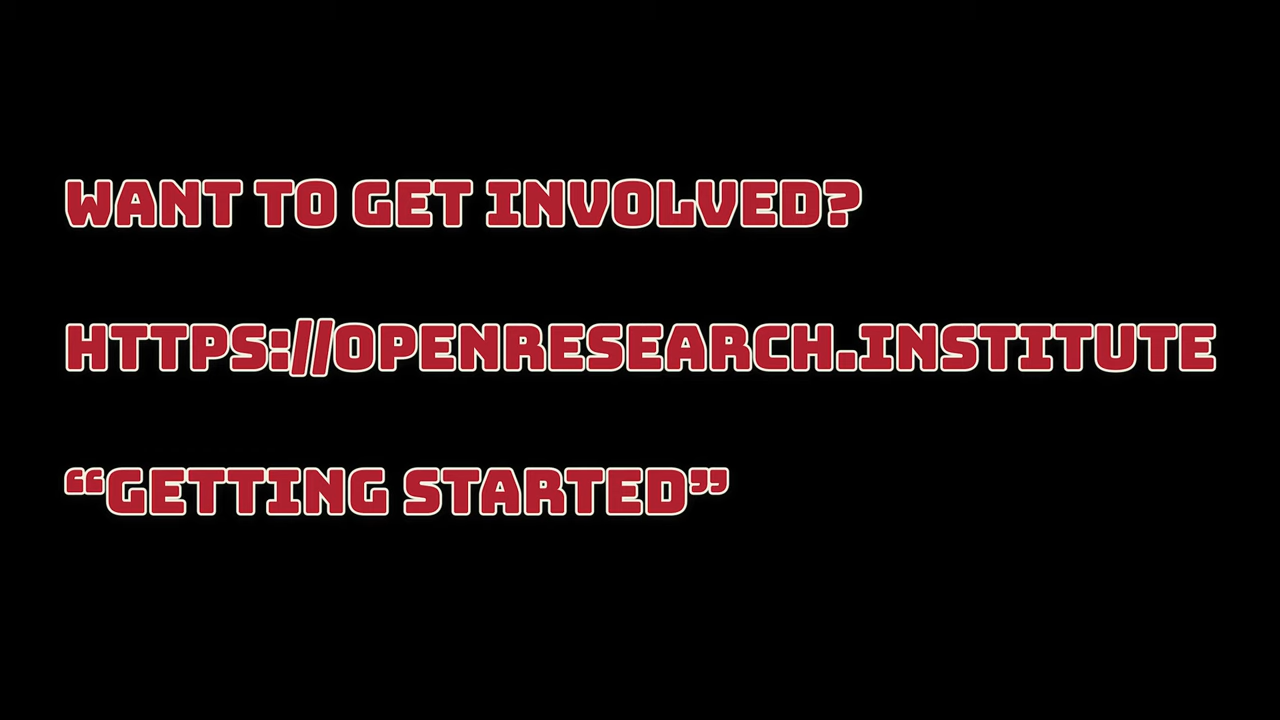 WANT TO GET INVOLVED?
HTTPS://OPENRESEARCH.INSTITUTE
“GETTING STARTED”